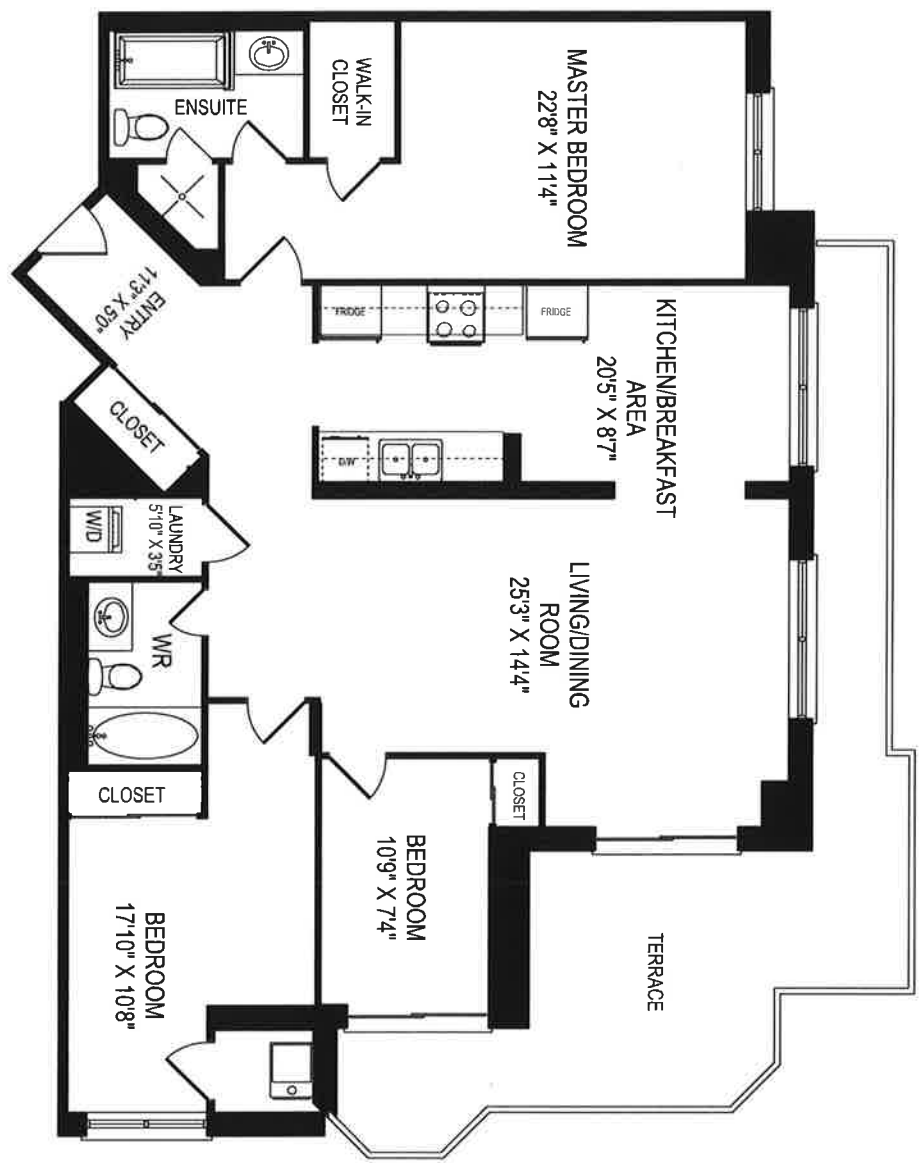 ENSUITE
WALK-IN
CLOSET
MASTER BEDROOM
22'8" X 11'4"
ENTRY
11'3" X 5'0"
FRIDGE
FRIDGE
KITCHEN/BREAKFAST
AREA
20'5" X 8'7"
CLOSET
D/W
W/D
LAUNDRY
5'10" X 3'5"
LIVING/DINING
ROOM
25'3" X 14'4"
WR
CLOSET
CLOSET
BEDROOM
10'9" X 7'4"
BEDROOM
17'10" X 10'8"
TERRACE